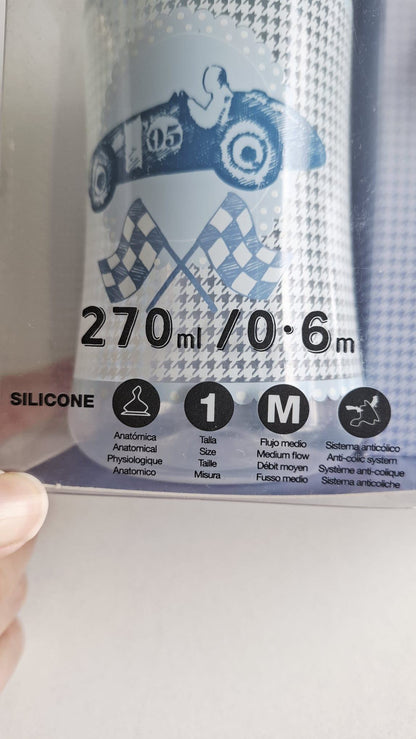 05
270ml /0·6m
SILICONE
1
M
Anatómica
Anatomical
Physiologique
Anatomico
Talla
Size
Taille
Misura
Flujo medio
Medium flow
Débit moyen
Fusso medio
Sistema anticólico
Anti-colic system
Système anti-colique
Sistema anticoliche